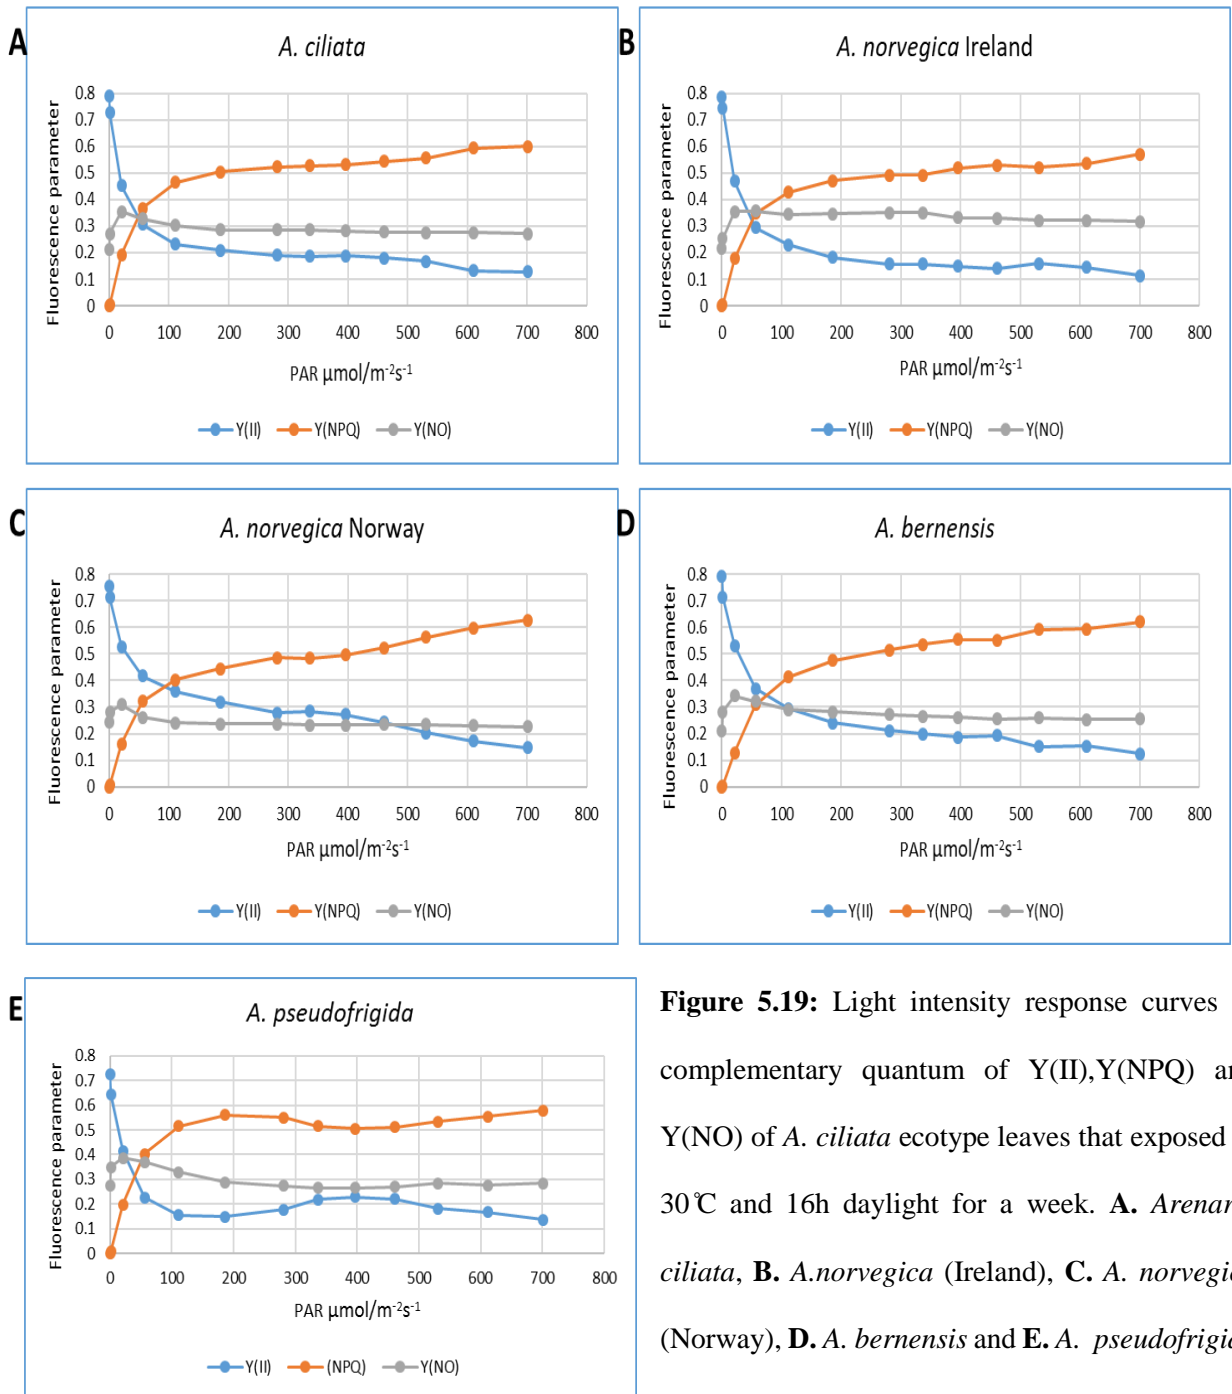 A
A. ciliata
Fluorescence parameter
0.8
0.7
0.6
0.5
0.4
0.3
0.2
0.1
0
0 100 200 300 400 500 600 700 800
PAR μmol/m-2s-1
Y(II) Y(NPQ) Y(NO)
B
A. norvegica Ireland
Fluorescence parameter
0.8
0.7
0.6
0.5
0.4
0.3
0.2
0.1
0
0 100 200 300 400 500 600 700 800
PAR μmol/m-2s-1
Y(II) Y(NPQ) Y(NO)
C
A. norvegica Norway
Fluorescence parameter
0.8
0.7
0.6
0.5
0.4
0.3
0.2
0.1
0
0 100 200 300 400 500 600 700 800
PAR μmol/m-2s-1
Y(II) Y(NPQ) Y(NO)
D
A. bernensis
Fluorescence parameter
0.8
0.7
0.6
0.5
0.4
0.3
0.2
0.1
0
0 100 200 300 400 500 600 700 800
PAR μmol/m-2s-1
Y(II) Y(NPQ) Y(NO)
E
A. pseudofrigida
Fluorescence parameter
0.8
0.7
0.6
0.5
0.4
0.3
0.2
0.1
0
0 100 200 300 400 500 600 700 800
PAR μmol/m-2s-1
Y(II) (NPQ) Y(NO)
Figure 5.19: Light intensity response curves
complementary quantum of Y(II),Y(NPQ)
Y(NO) of A. ciliata ecotype leaves that exposed
30℃ and 16h daylight for a week. A.
ciliata, B. A.norvegica (Ireland), C. A.
(Norway), D. A. bernensis and E. A.